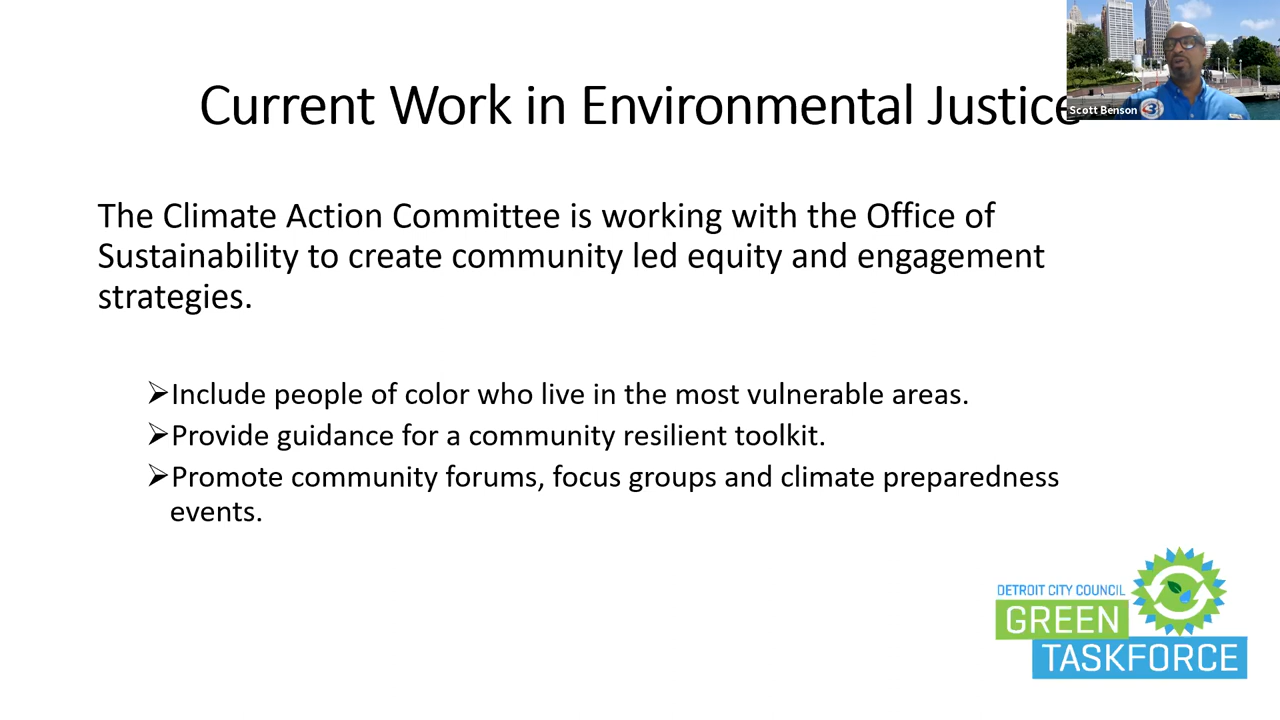 Current Work in Environmental Justice
Scott Benson
3
The Climate Action Committee is working with the Office of
Sustainability to create community led equity and engagement
strategies.
➢Include people of color who live in the most vulnerable areas.
➢Provide guidance for a community resilient toolkit.
➢Promote community forums, focus groups and climate preparedness
events.
DETROIT CITY COUNCIL
GREEN
TASKFORCE